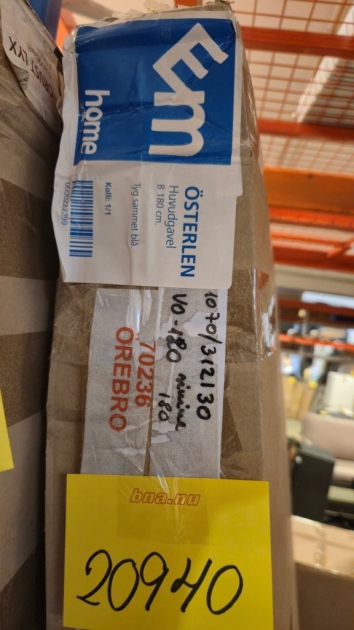 Em
home
ÖSTERLEN
Huvudgavel
B 180 cm.
Tyg sammet blå
Kolli: 1/1
1070/312130
VO-180
180
70236
ÖREBRO
bna.nu
20940